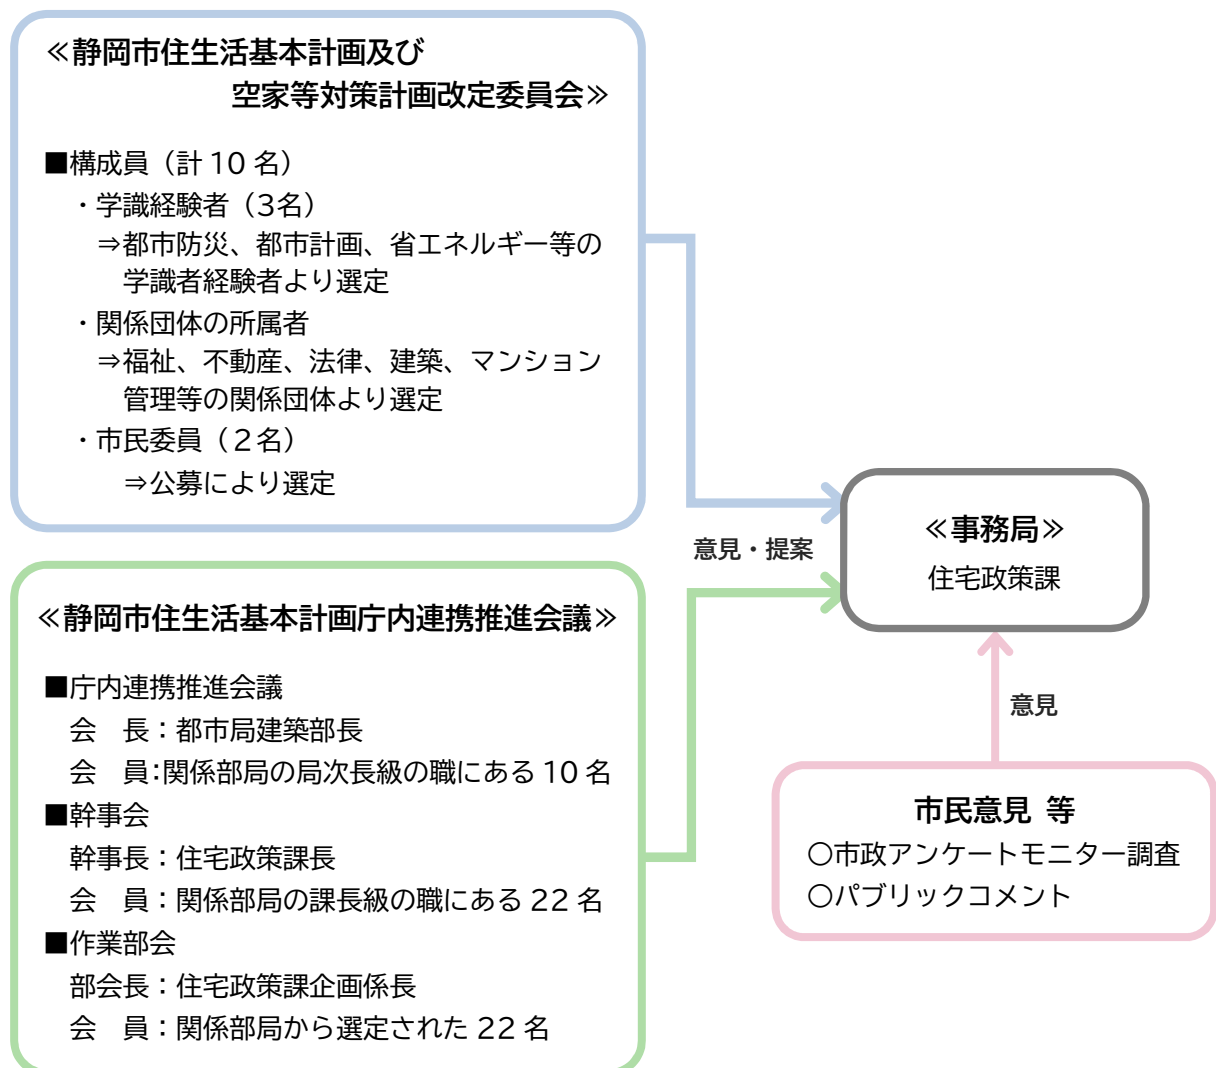 ≪静岡市住生活基本計画及び
空家等対策計画改定委員会≫
■構成員（計 10 名）
・学識経験者（3名）
⇒都市防災、都市計画、省エネルギー等の
学識者経験者より選定
・関係団体の所属者
⇒福祉、不動産、法律、建築、マンション
管理等の関係団体より選定
・市民委員（２名）
⇒公募により選定
≪静岡市住生活基本計画庁内連携推進会議≫
■庁内連携推進会議
会　長：都市局建築部長
会　員：関係部局の局次長級の職にある 10 名
■幹事会
幹事長：住宅政策課長
会　員：関係部局の課長級の職にある 22 名
■作業部会
部会長：住宅政策課企画係長
会　員：関係部局から選定された 22 名
意見・提案
≪事務局≫
住宅政策課
意見
市民意見 等
○市政アンケートモニター調査
○パブリックコメント